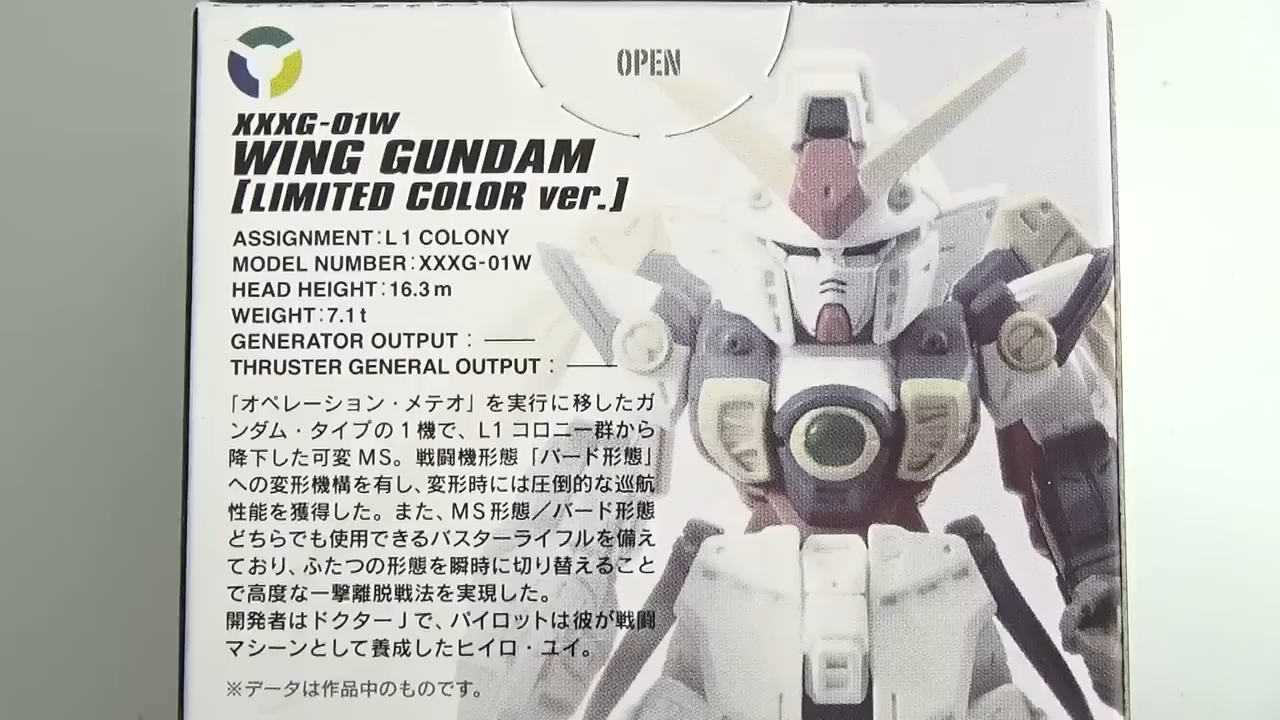 OPEN
XXXG-01W
WING GUNDAM
[LIMITED COLOR ver.]
ASSIGNMENT:L1 COLONY
MODEL NUMBER:XXXG-01W
HEAD HEIGHT:16.3m
WEIGHT:7.1t
GENERATOR OUTPUT : ——
THRUSTER GENERAL OUTPUT : ——
「オペレーション・メテオ」を実行に移したガ
ンダム・タイプの1機で、L1コロニー群から
降下した可変MS。戦闘機形態「バード形態」
への変形機構を有し、変形時には圧倒的な巡航
性能を獲得した。また、MS形態／バード形態
どちらでも使用できるバスターライフルを備え
ており、ふたつの形態を瞬時に切り替えること
で高度な一撃離脱戦法を実現した。
開発者はドクターJで、パイロットは彼が戦闘
マシーンとして養成したヒイロ・ユイ。
※データは作品中のものです。